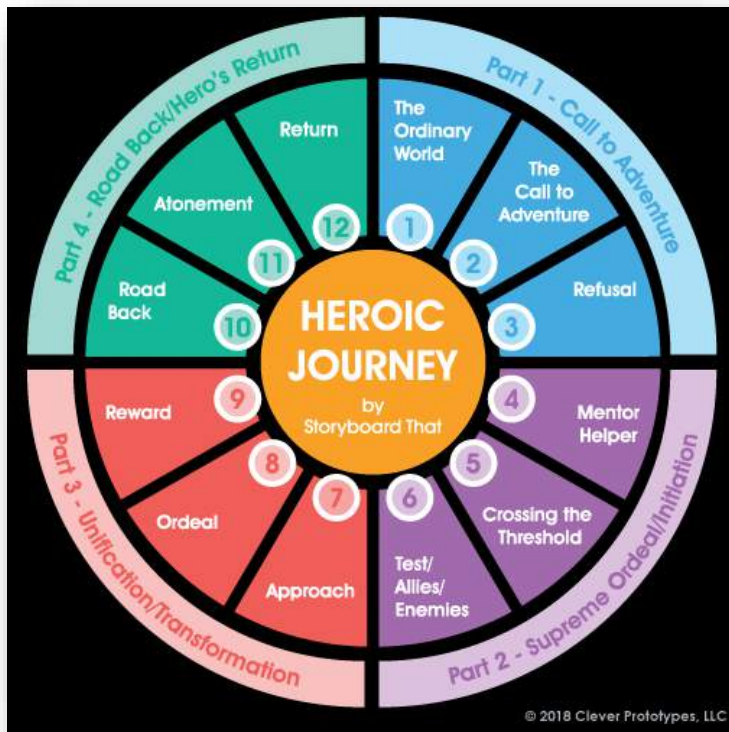 Part 1 - Call to Adventure
The
Ordinary
World
1
The
Call to
Adventure
2
Refusal
3
Part 2 - Supreme Ordeal/Initiation
Mentor
Helper
4
Crossing the
Threshold
5
Test/
Allies/
Enemies
6
Part 3 - Unification/Transformation
Approach
7
Ordeal
8
Reward
9
Part 4 - Road Back/Hero's Return
Road
Back
10
Atonement
11
Return
12
HEROIC
JOURNEY
by
Storyboard That
© 2018 Clever Prototypes, LLC